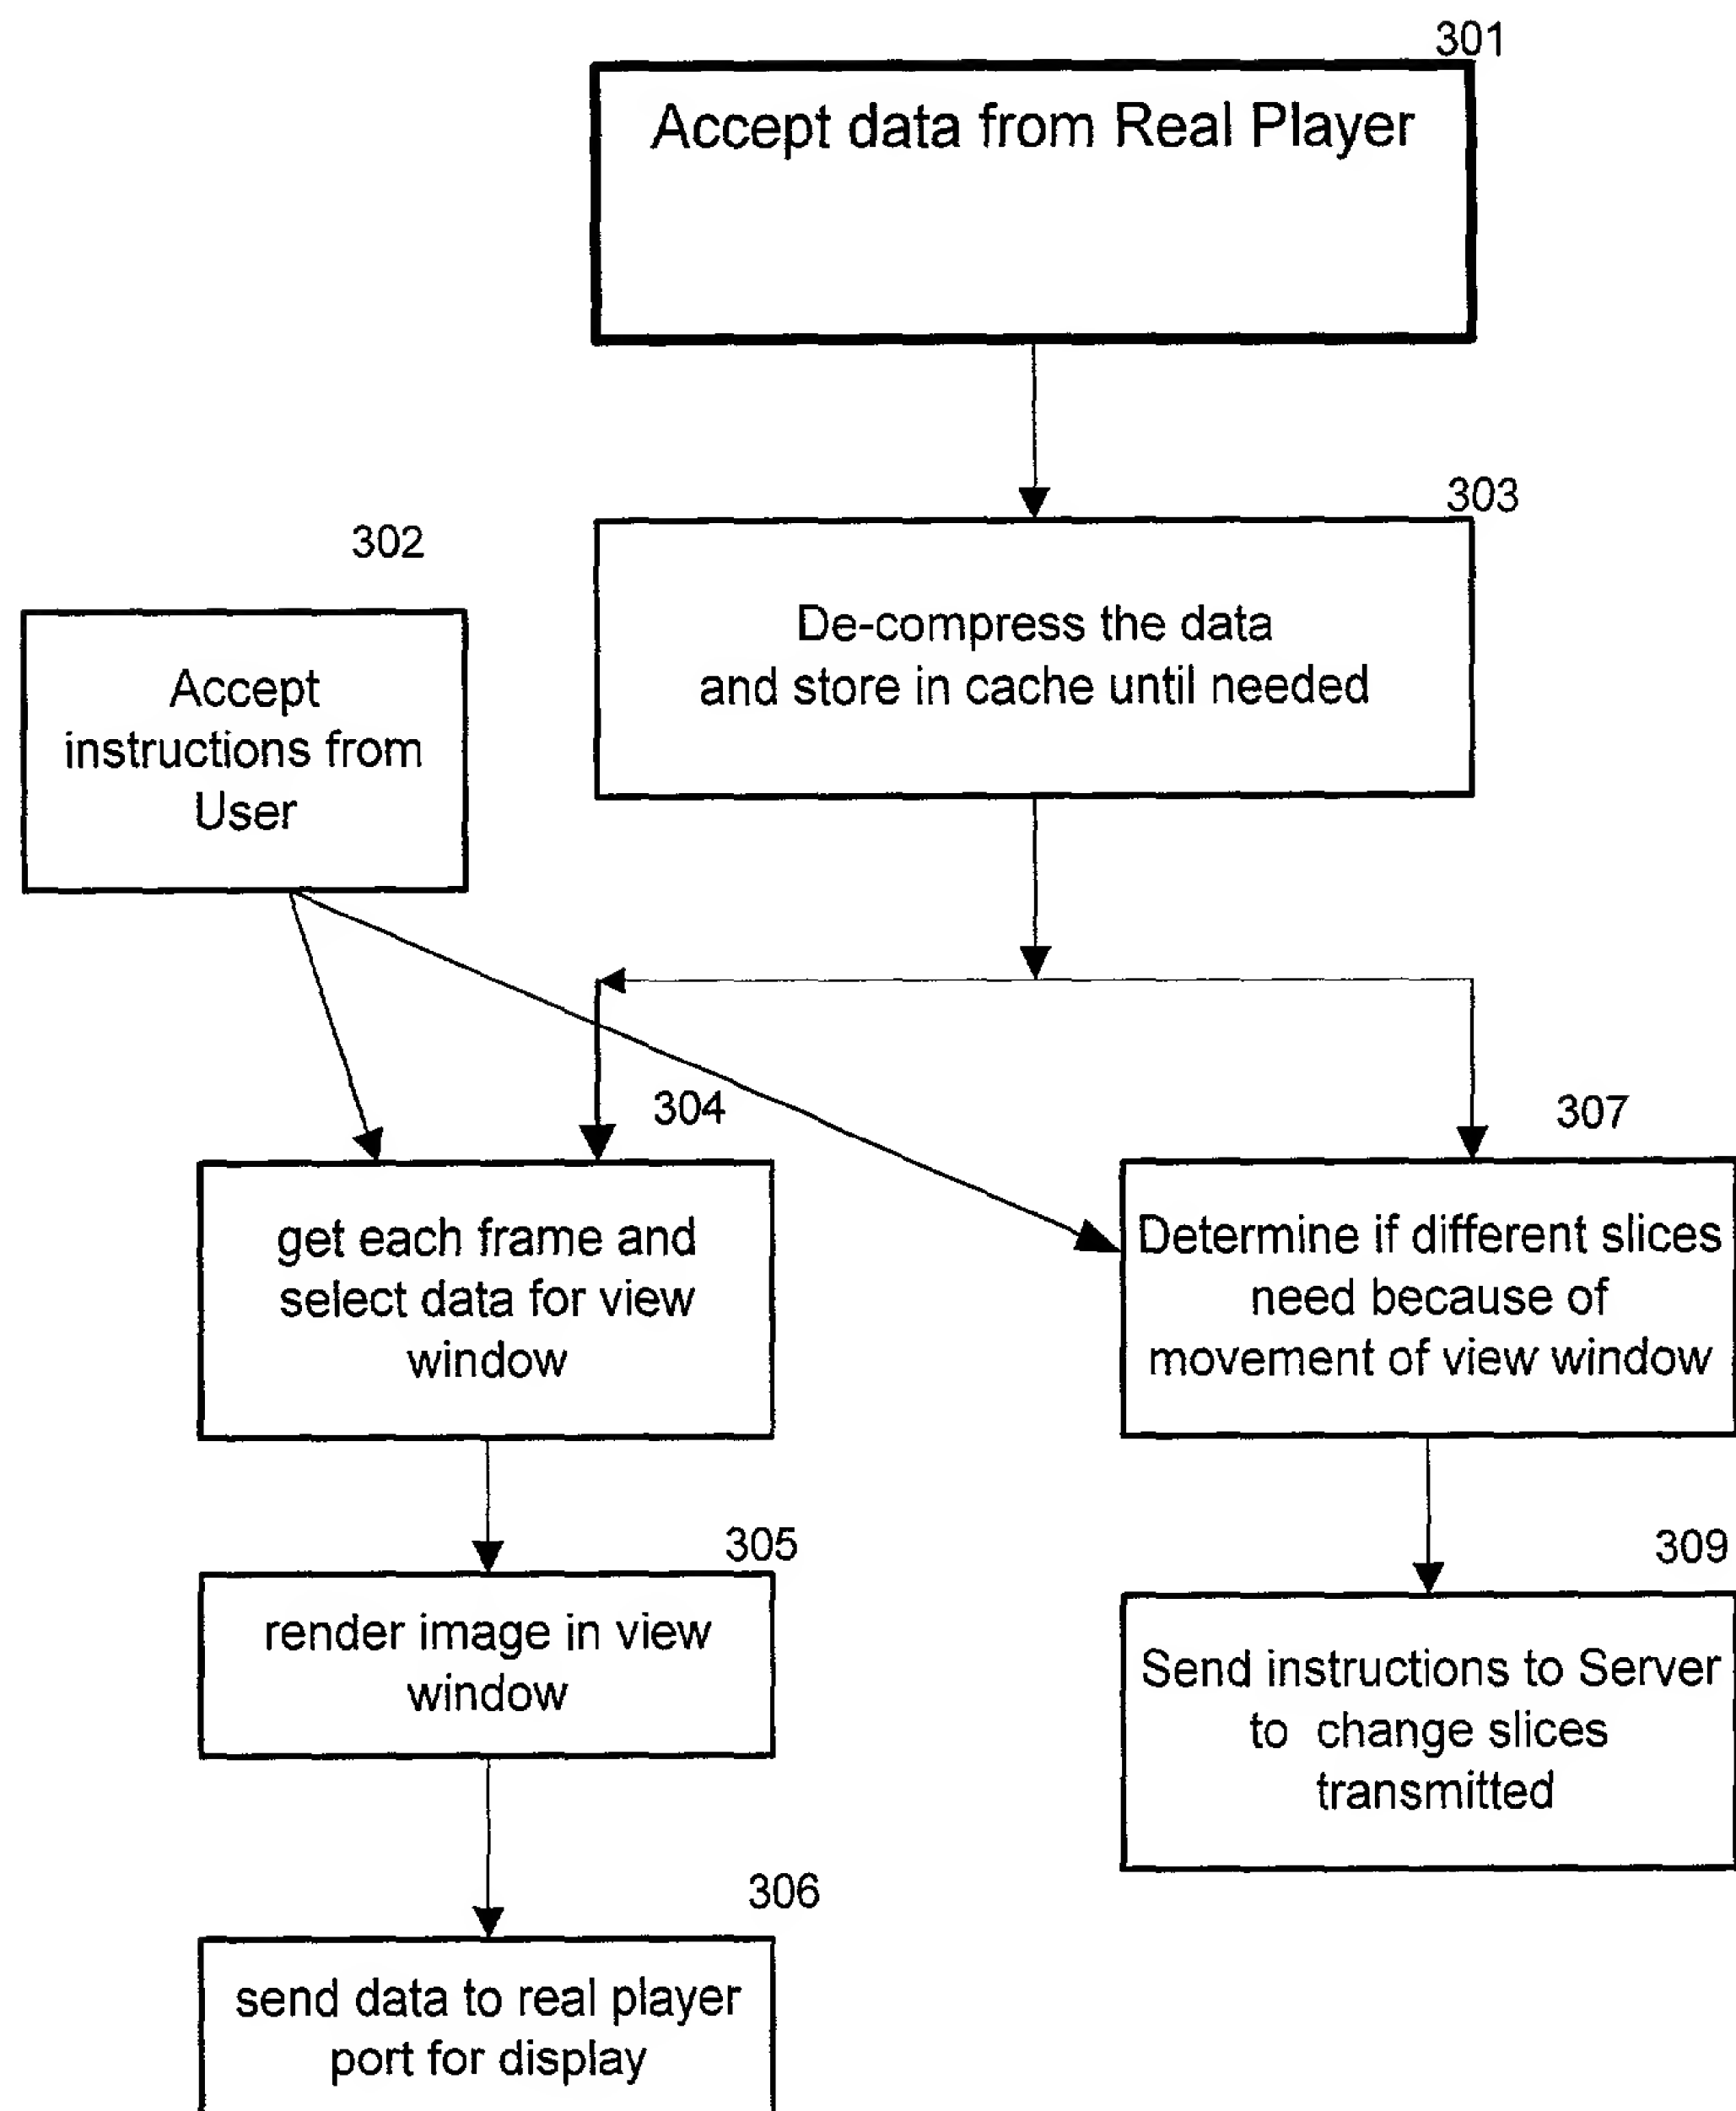 301
Accept data from Real Player
303
De-compress the data
and store in cache until needed
302
Accept
instructions from
User
304
get each frame and
select data for view
window
307
Determine if different slices
need because of
movement of view window
305
render image in view
window
309
Send instructions to Server
to change slices
transmitted
306
send data to real player
port for display